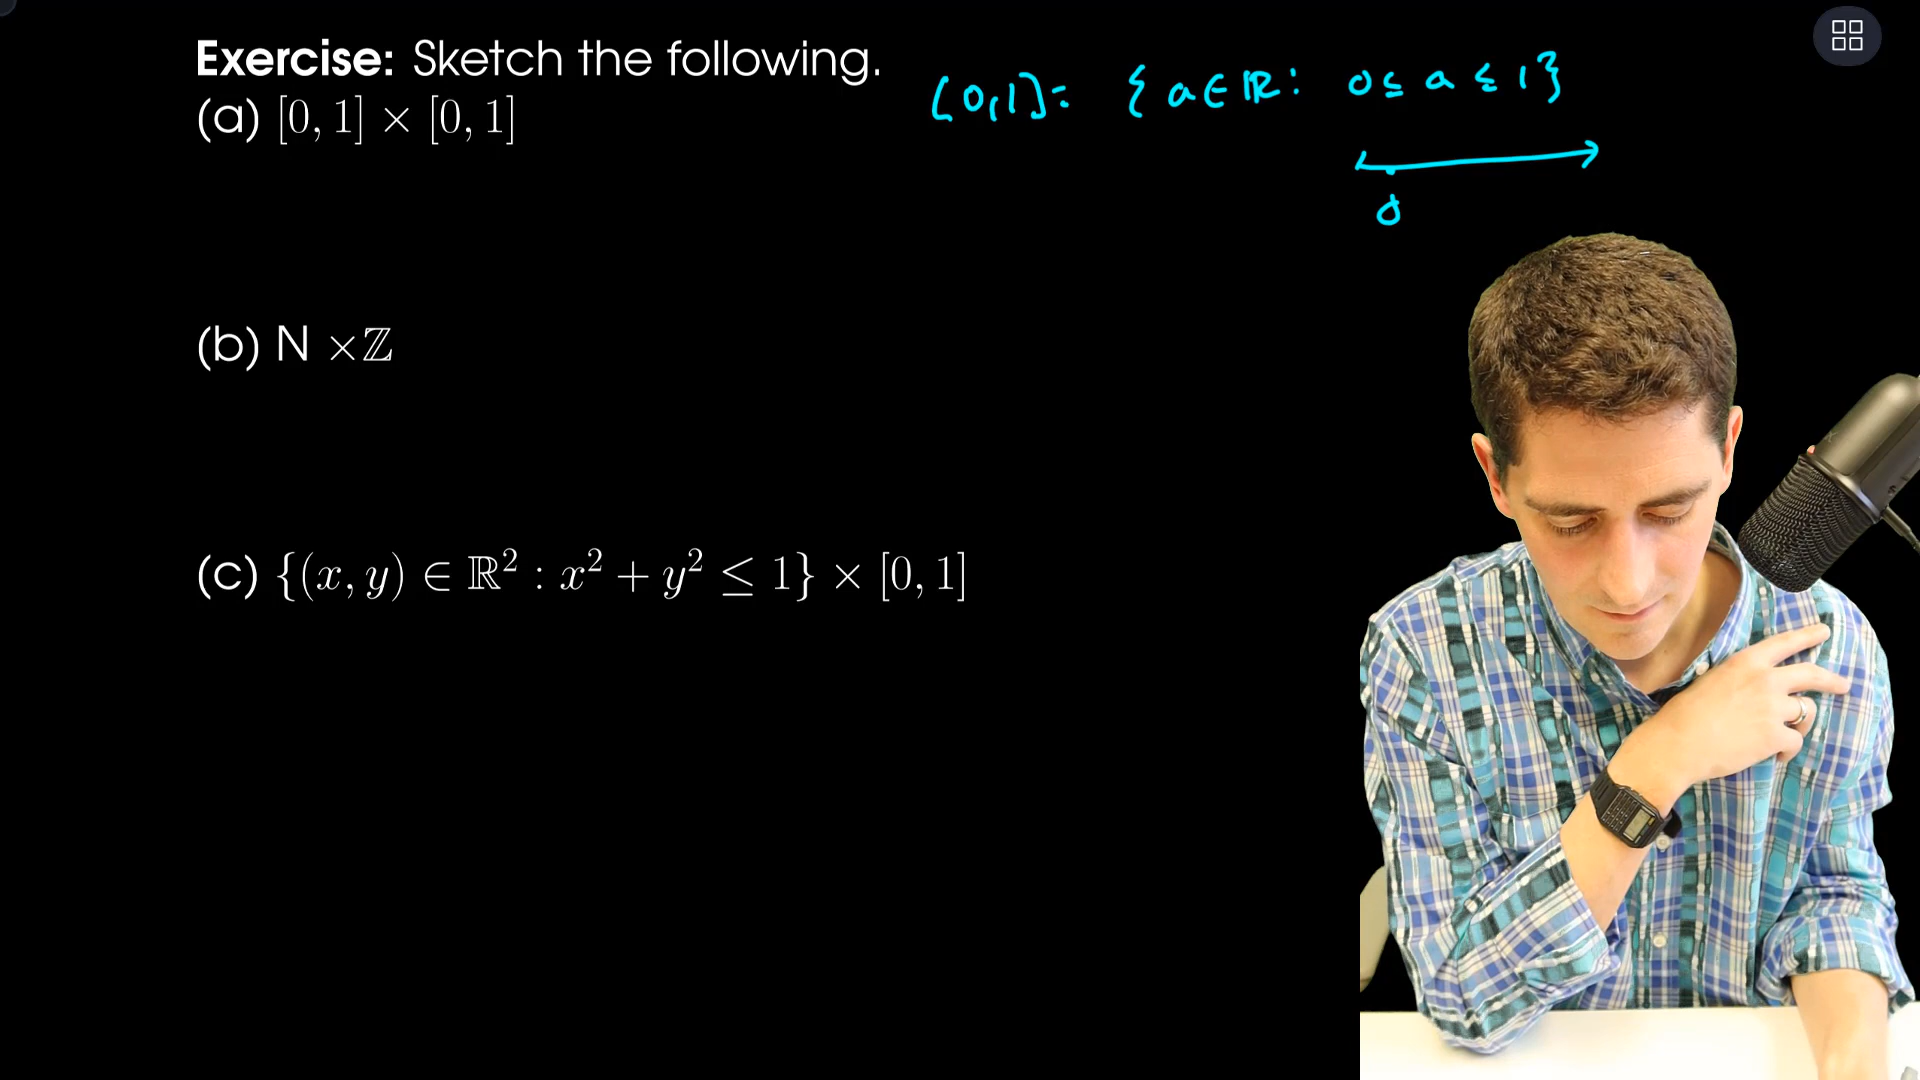 Exercise: Sketch the following.
(a) [0, 1] × [0, 1]
[0,1]= { a ∈ ℝ : 0 ≤ a ≤ 1 }
0
(b) N ×ℤ
(c) {(x, y) ∈ ℝ² : x² + y² ≤ 1} × [0, 1]